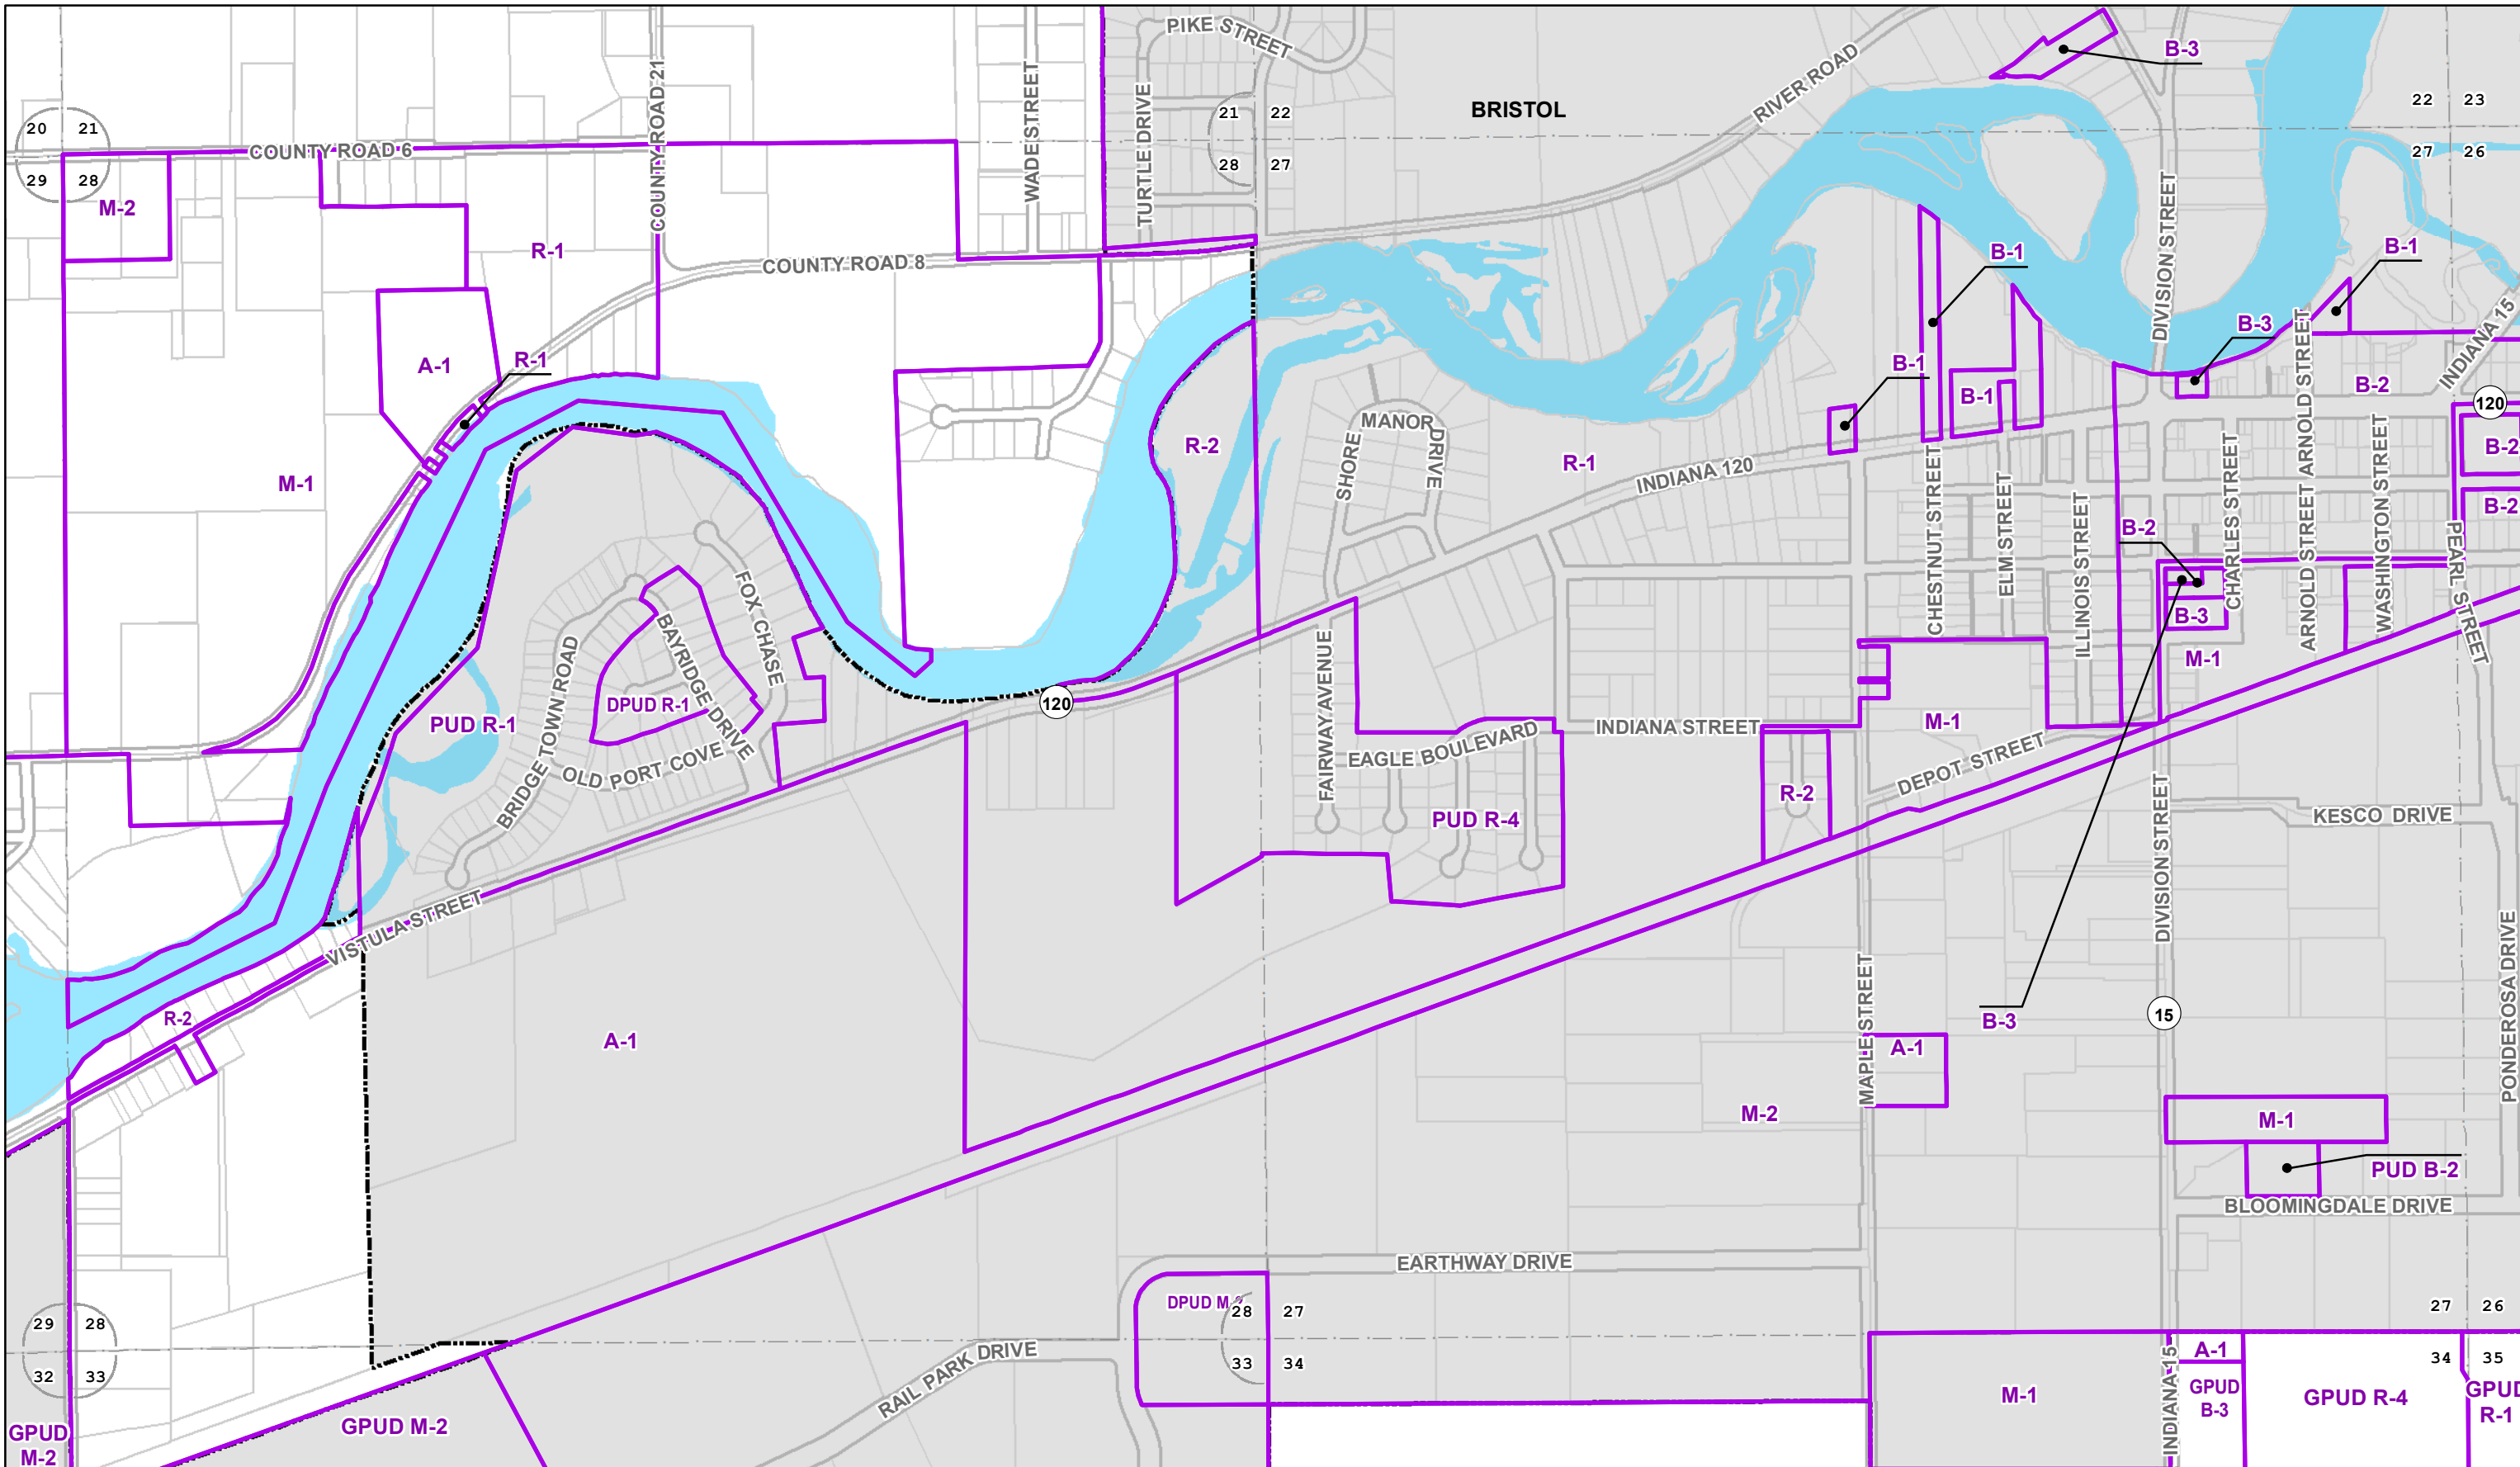 PIKE STREET
B-3
BRISTOL
RIVER ROAD
COUNTY ROAD 21
WADE STREET
TURTLE DRIVE
20 21
29 28
21 22
28 27
22 23
27 26
COUNTY ROAD 6
M-2
R-1
COUNTY ROAD 8
DIVISION STREET
B-1
B-1
INDIANA 15
B-3
A-1
R-1
B-1
B-1
B-2
120
MANOR
SHORE
DRIVE
R-2
R-1
INDIANA 120
M-1
CHESTNUT STREET
ELM STREET
ILLINOIS STREET
CHARLES STREET
ARNOLD STREET
ARNOLD STREET
WASHINGTON STREET
PEARL STREET
B-2
B-2
B-2
B-3
M-1
FOX CHASE
BAYRIDGE DRIVE
BRIDGE TOWN ROAD
DPUD R-1
PUD R-1
OLD PORT COVE
120
FAIRWAY AVENUE
EAGLE BOULEVARD
INDIANA STREET
M-1
DEPOT STREET
R-2
PUD R-4
KESCO DRIVE
DIVISION STREET
VISTULA STREET
R-2
A-1
MAPLE STREET
B-3
15
PONDEROSA DRIVE
A-1
M-2
M-1
PUD B-2
BLOOMINGDALE DRIVE
EARTHWAY DRIVE
DPUD M-2
28 27
33 34
29 28
32 33
27 26
34 35
RAIL PARK DRIVE
INDIANA 15
A-1
GPUD
B-3
GPUD R-4
GPUD
R-1
M-1
GPUD M-2
GPUD
M-2